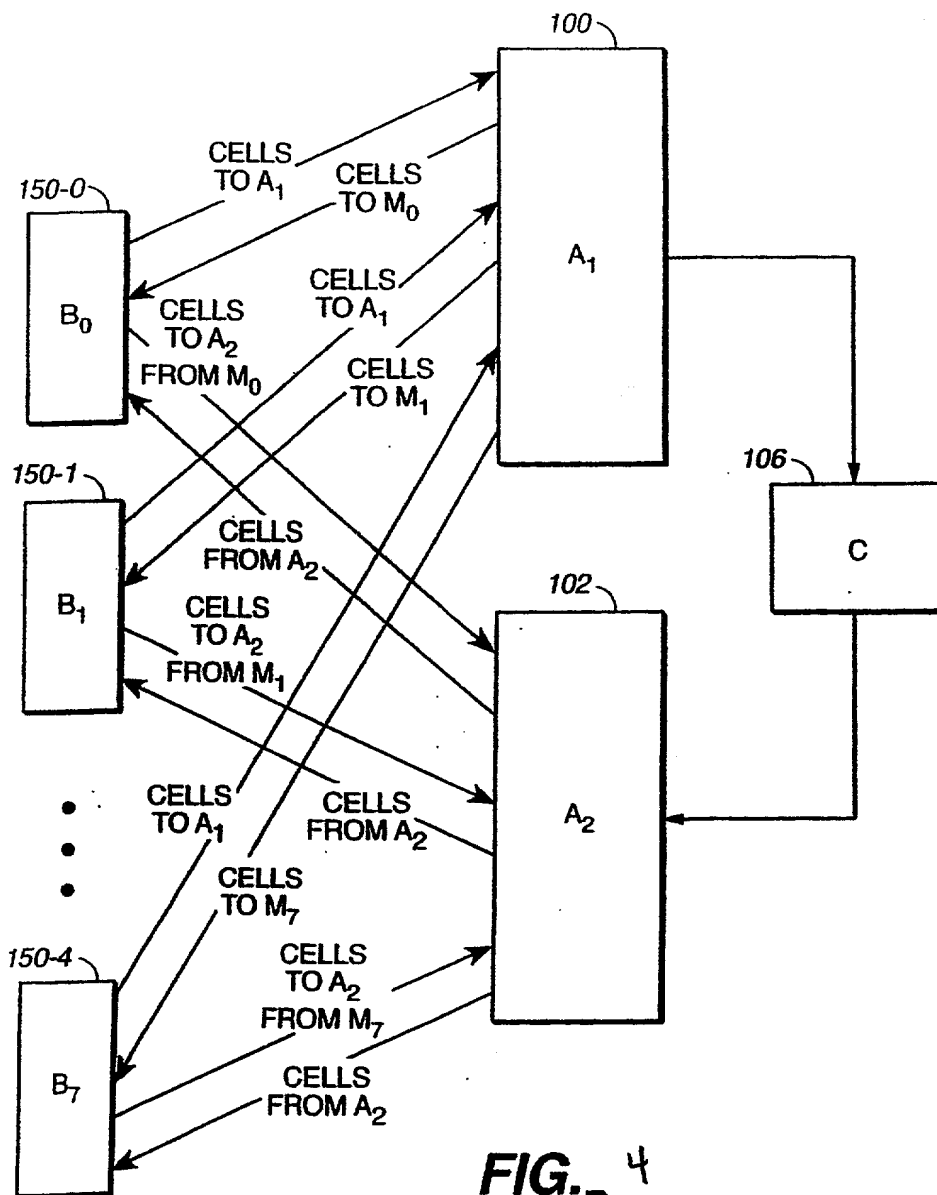 100
CELLS
TO A₁
CELLS
TO M₀
150-0
B₀
A₁
CELLS
TO A₂
FROM M₀
CELLS
TO A₁
CELLS
TO M₁
150-1
B₁
CELLS
FROM A₂
106
C
102
CELLS
TO A₂
FROM M₁
A₂
CELLS
TO A₁
CELLS
FROM A₂
CELLS
TO M₇
150-4
B₇
CELLS
TO A₂
FROM M₇
CELLS
FROM A₂
FIG._ 4